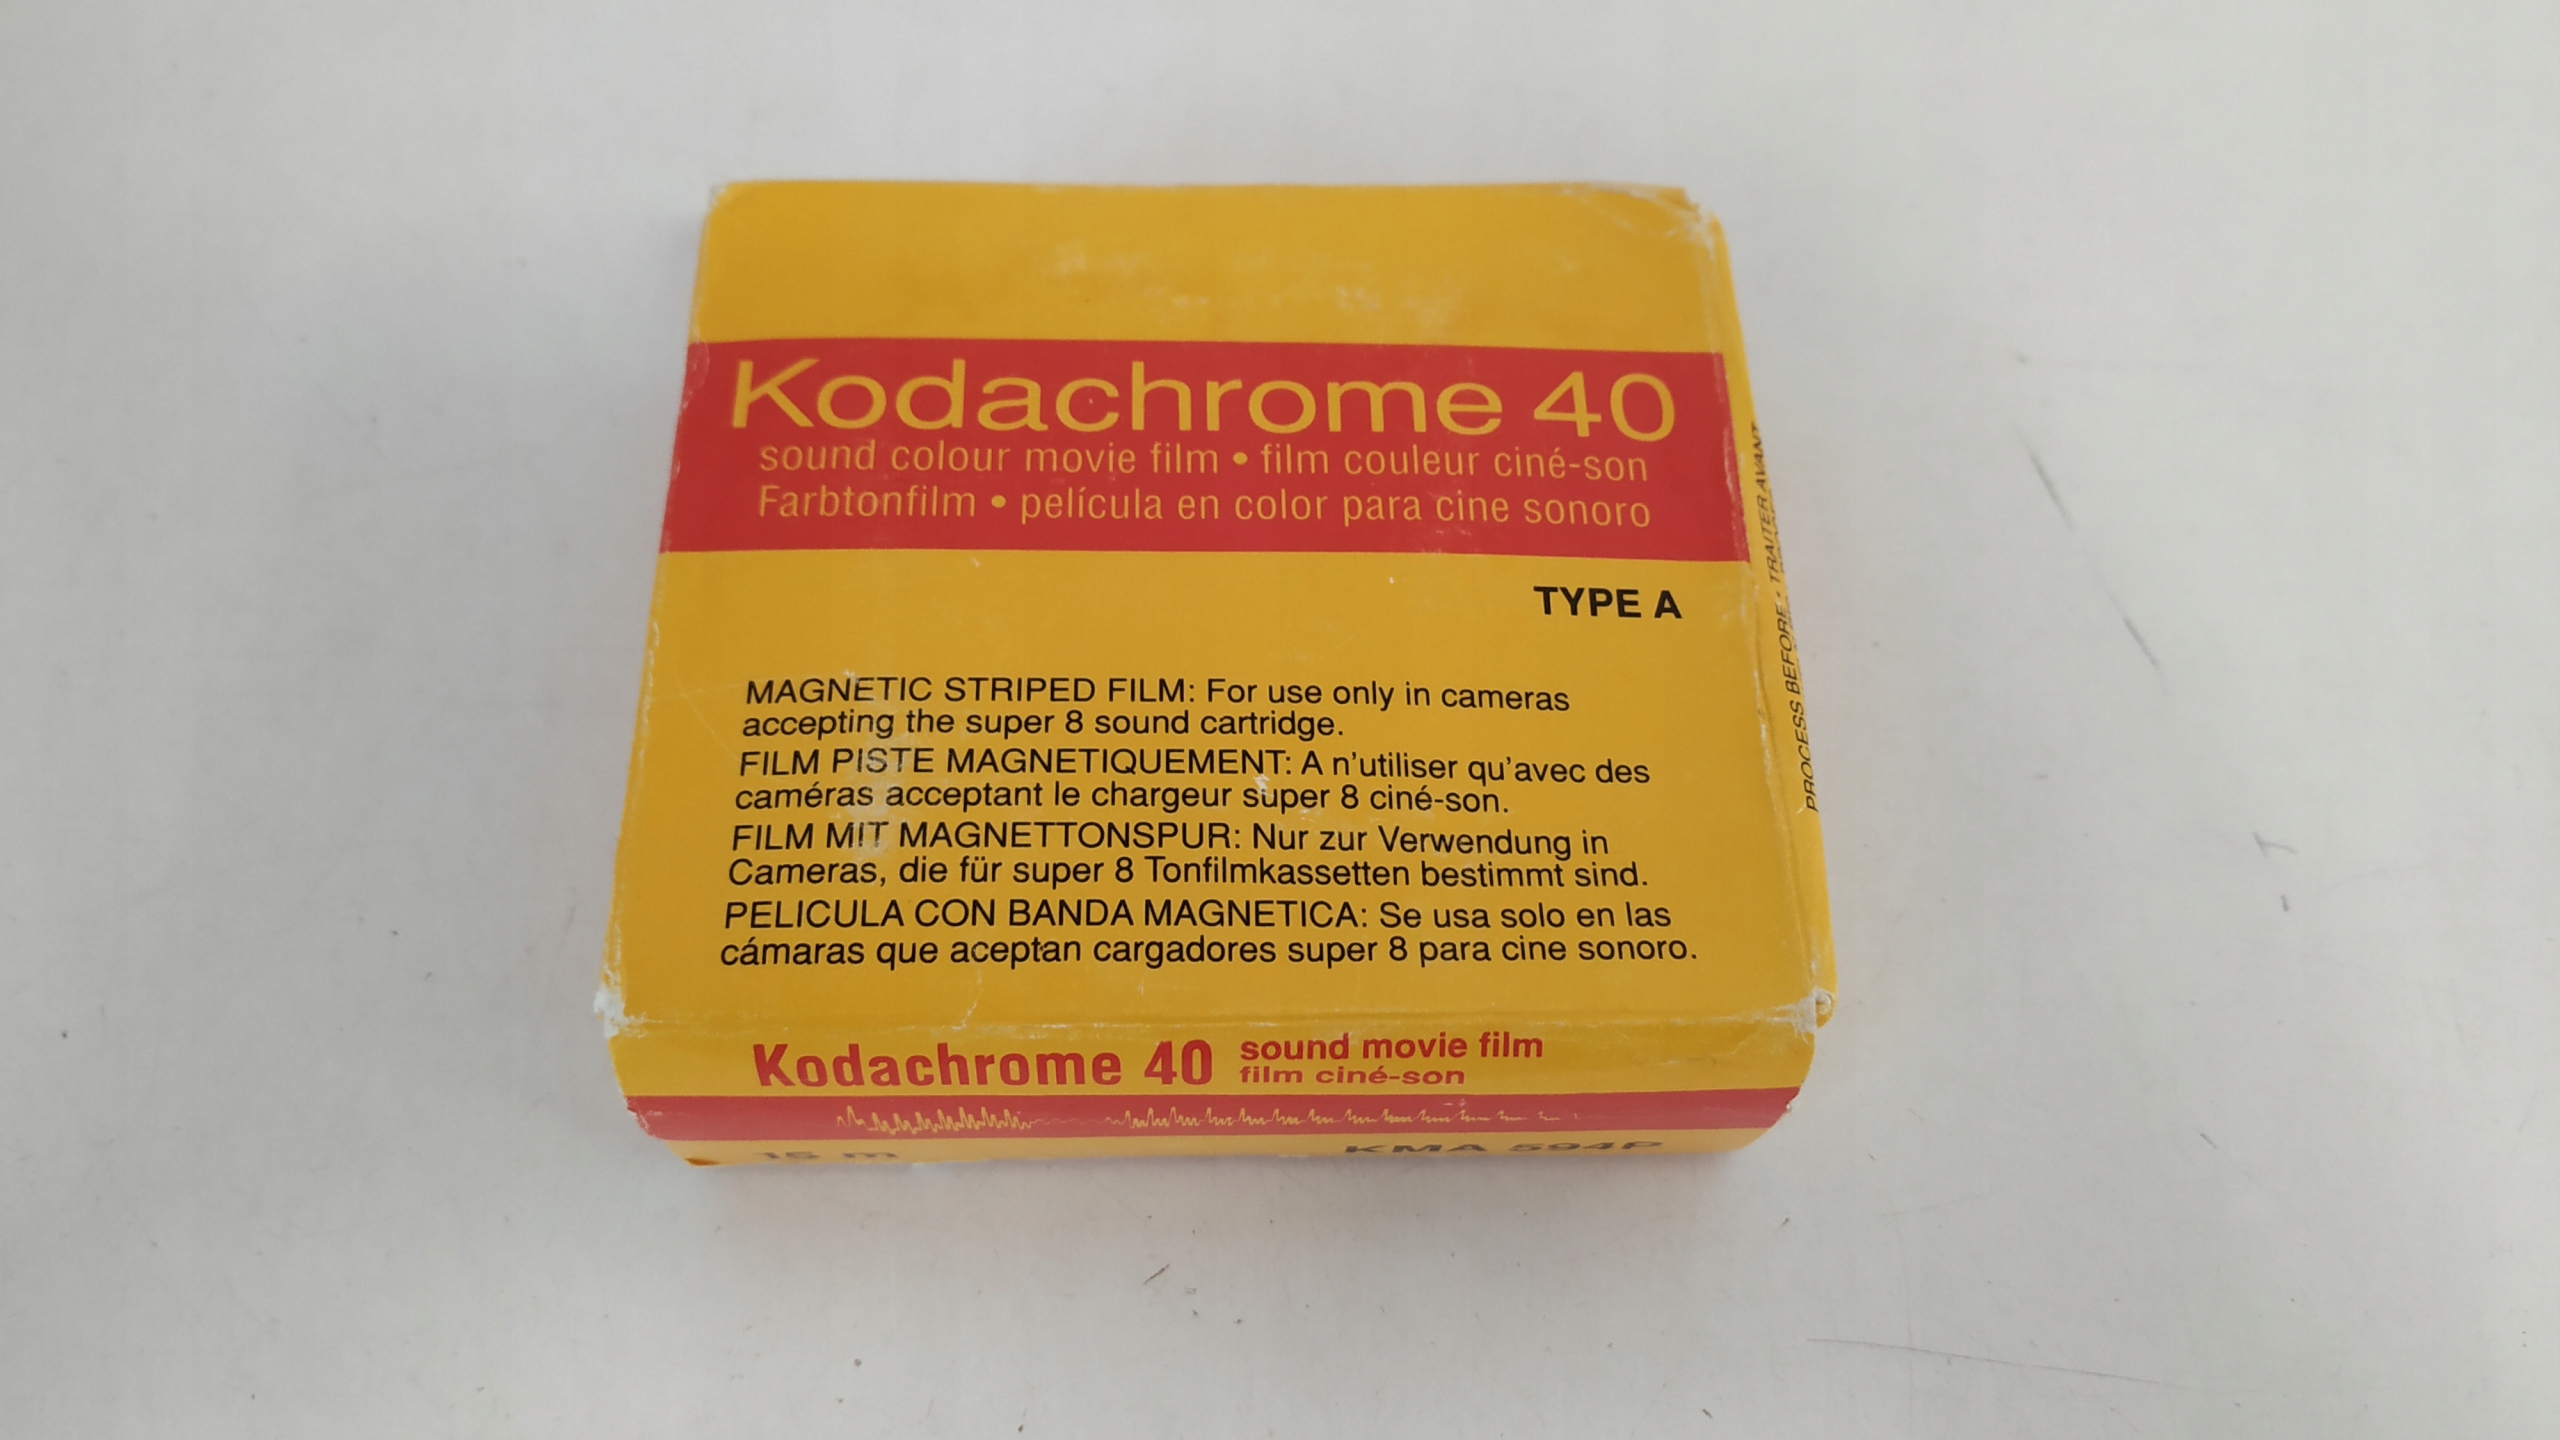 Kodachrome 40
sound colour movie film • film couleur ciné-son
Farbtonfilm • película en color para cine sonoro
TYPE A
MAGNETIC STRIPED FILM: For use only in cameras
accepting the super 8 sound cartridge.
FILM PISTE MAGNETIQUEMENT: A n'utiliser qu'avec des
caméras acceptant le chargeur super 8 ciné-son.
FILM MIT MAGNETTONSPUR: Nur zur Verwendung in
Cameras, die für super 8 Tonfilmkassetten bestimmt sind.
PELICULA CON BANDA MAGNETICA: Se usa solo en las
cámaras que aceptan cargadores super 8 para cine sonoro.
Kodachrome 40 sound movie film
film ciné-son
15 m KMA 594P
PROCESS BEFORE • TRAITER AVANT